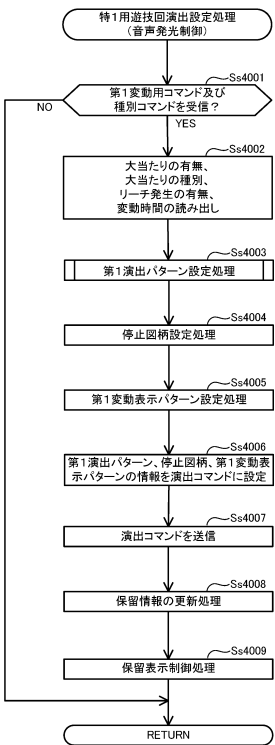 特1用遊技回演出設定処理
(音声発光制御)
Ss4001
第1変動用コマンド及び
種別コマンドを受信？
NO
YES
Ss4002
大当たりの有無、
大当たりの種別、
リーチ発生の有無、
変動時間の読み出し
Ss4003
第1演出パターン設定処理
Ss4004
停止図柄設定処理
Ss4005
第1変動表示パターン設定処理
Ss4006
第1演出パターン、停止図柄、第1変動表
示パターンの情報を演出コマンドに設定
Ss4007
演出コマンドを送信
Ss4008
保留情報の更新処理
Ss4009
保留表示制御処理
RETURN